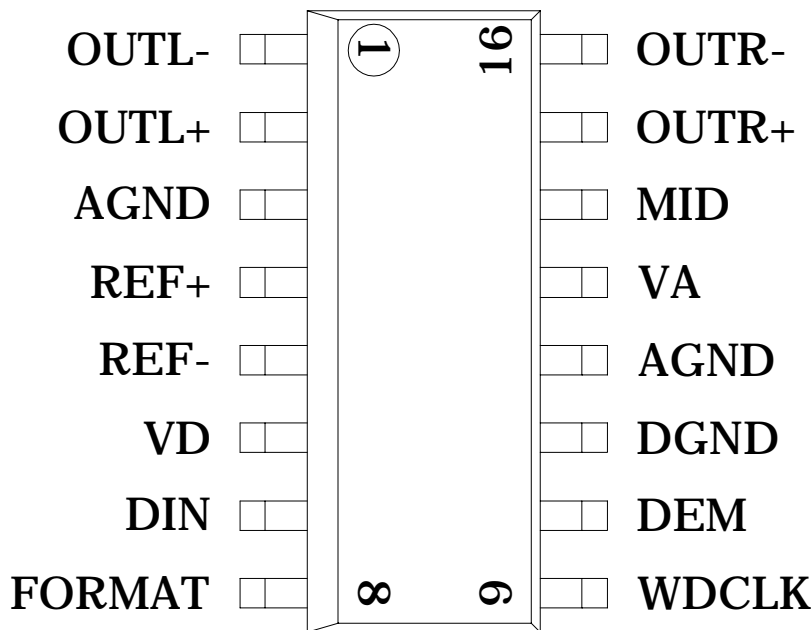 OUTL- 1 16 OUTR-
OUTL+ OUTR+
AGND MID
REF+ VA
REF- AGND
VD DGND
DIN DEM
FORMAT 8 9 WDCLK